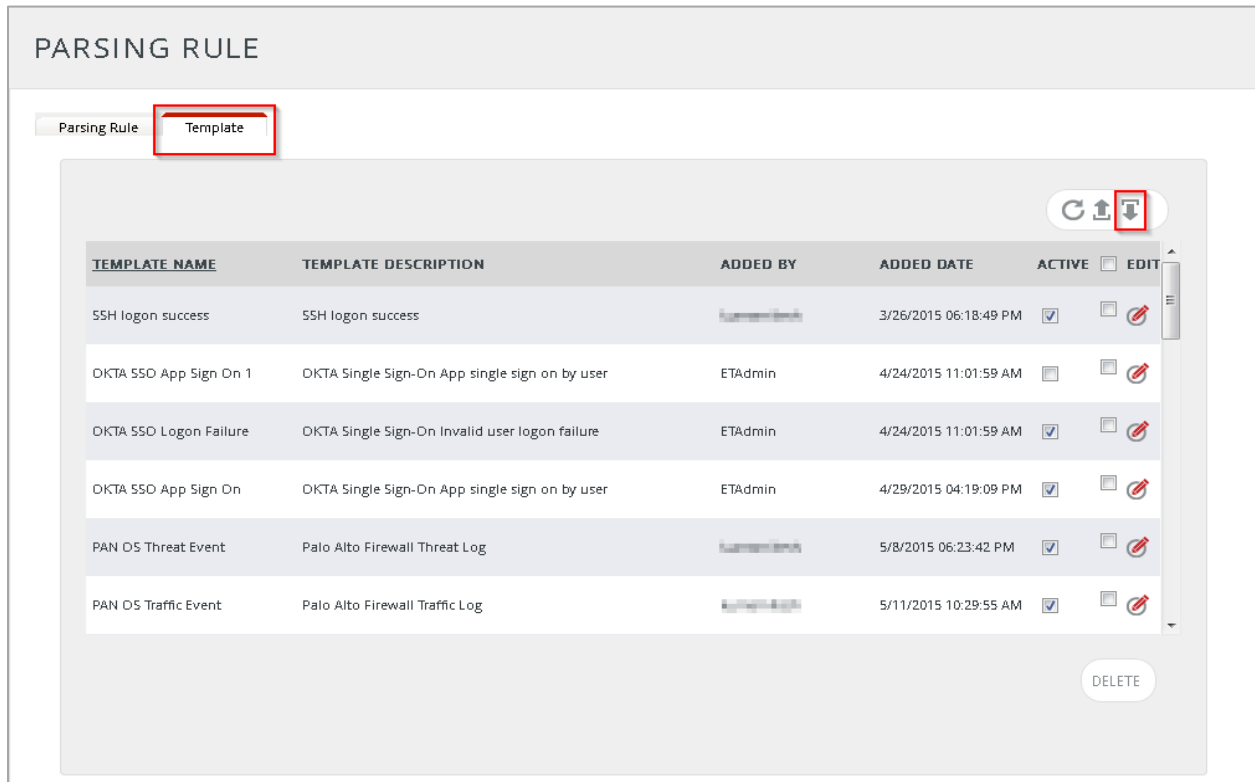 PARSING RULE
Parsing Rule Template
TEMPLATE NAME TEMPLATE DESCRIPTION ADDED BY ADDED DATE ACTIVE EDIT
SSH logon success SSH logon success 3/26/2015 06:18:49 PM
OKTA SSO App Sign On 1 OKTA Single Sign-On App single sign on by user ETAdmin 4/24/2015 11:01:59 AM
OKTA SSO Logon Failure OKTA Single Sign-On Invalid user logon failure ETAdmin 4/24/2015 11:01:59 AM
OKTA SSO App Sign On OKTA Single Sign-On App single sign on by user ETAdmin 4/29/2015 04:19:09 PM
PAN OS Threat Event Palo Alto Firewall Threat Log 5/8/2015 06:23:42 PM
PAN OS Traffic Event Palo Alto Firewall Traffic Log 5/11/2015 10:29:55 AM
DELETE